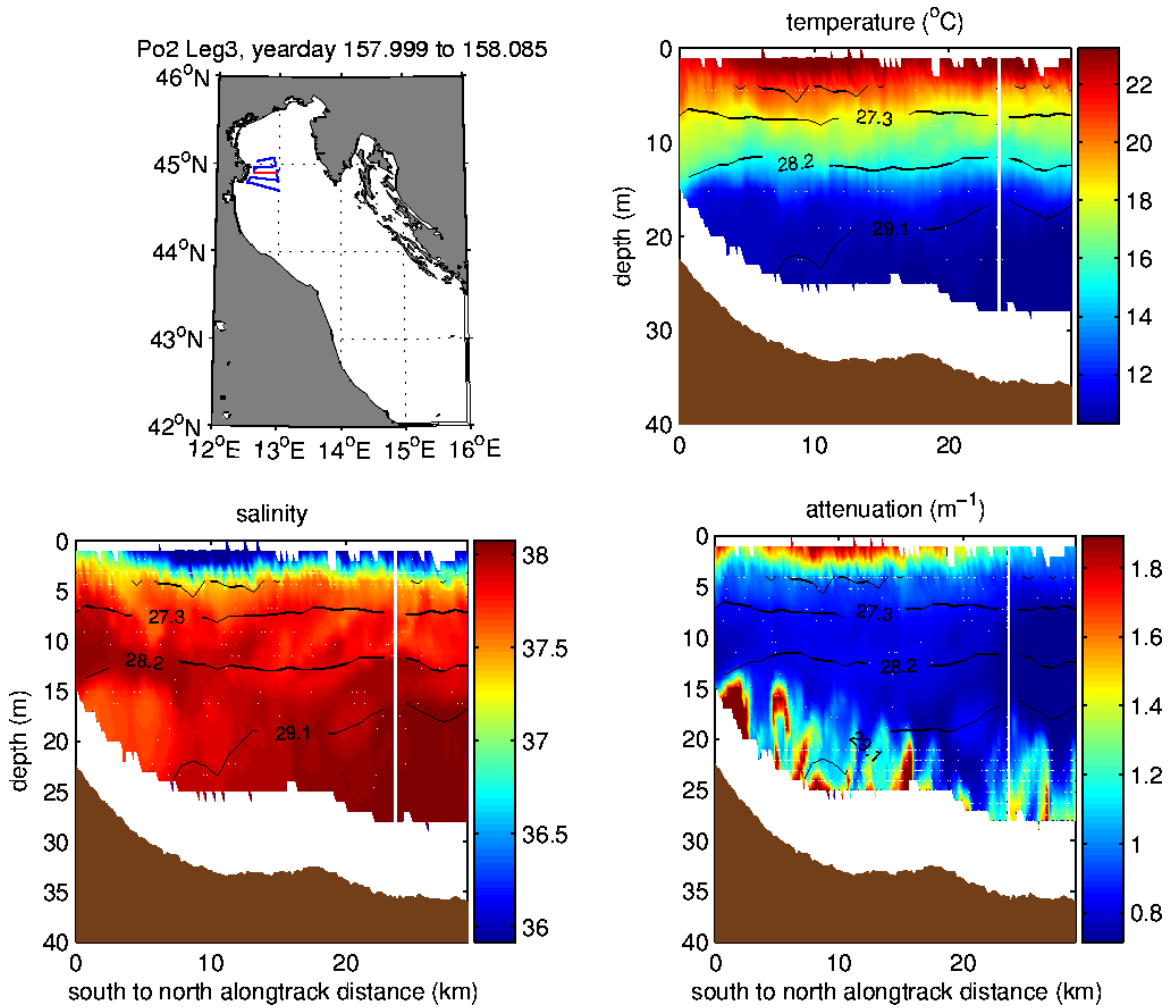 Po2 Leg3, yearday 157.999 to 158.085
46°N
45°N
44°N
43°N
42°N
12°E 13°E 14°E 15°E 16°E
temperature (°C)
0
10
20
30
40
depth (m)
27.3
28.2
29.1
0 10 20
22
20
18
16
14
12
salinity
0
5
10
15
20
25
30
35
40
depth (m)
27.3
28.2
29.1
0 10 20
south to north alongtrack distance (km)
38
37.5
37
36.5
36
attenuation (m⁻¹)
0
5
10
15
20
25
30
35
40
27.3
28.2
29.1
0 10 20
south to north alongtrack distance (km)
1.8
1.6
1.4
1.2
1
0.8